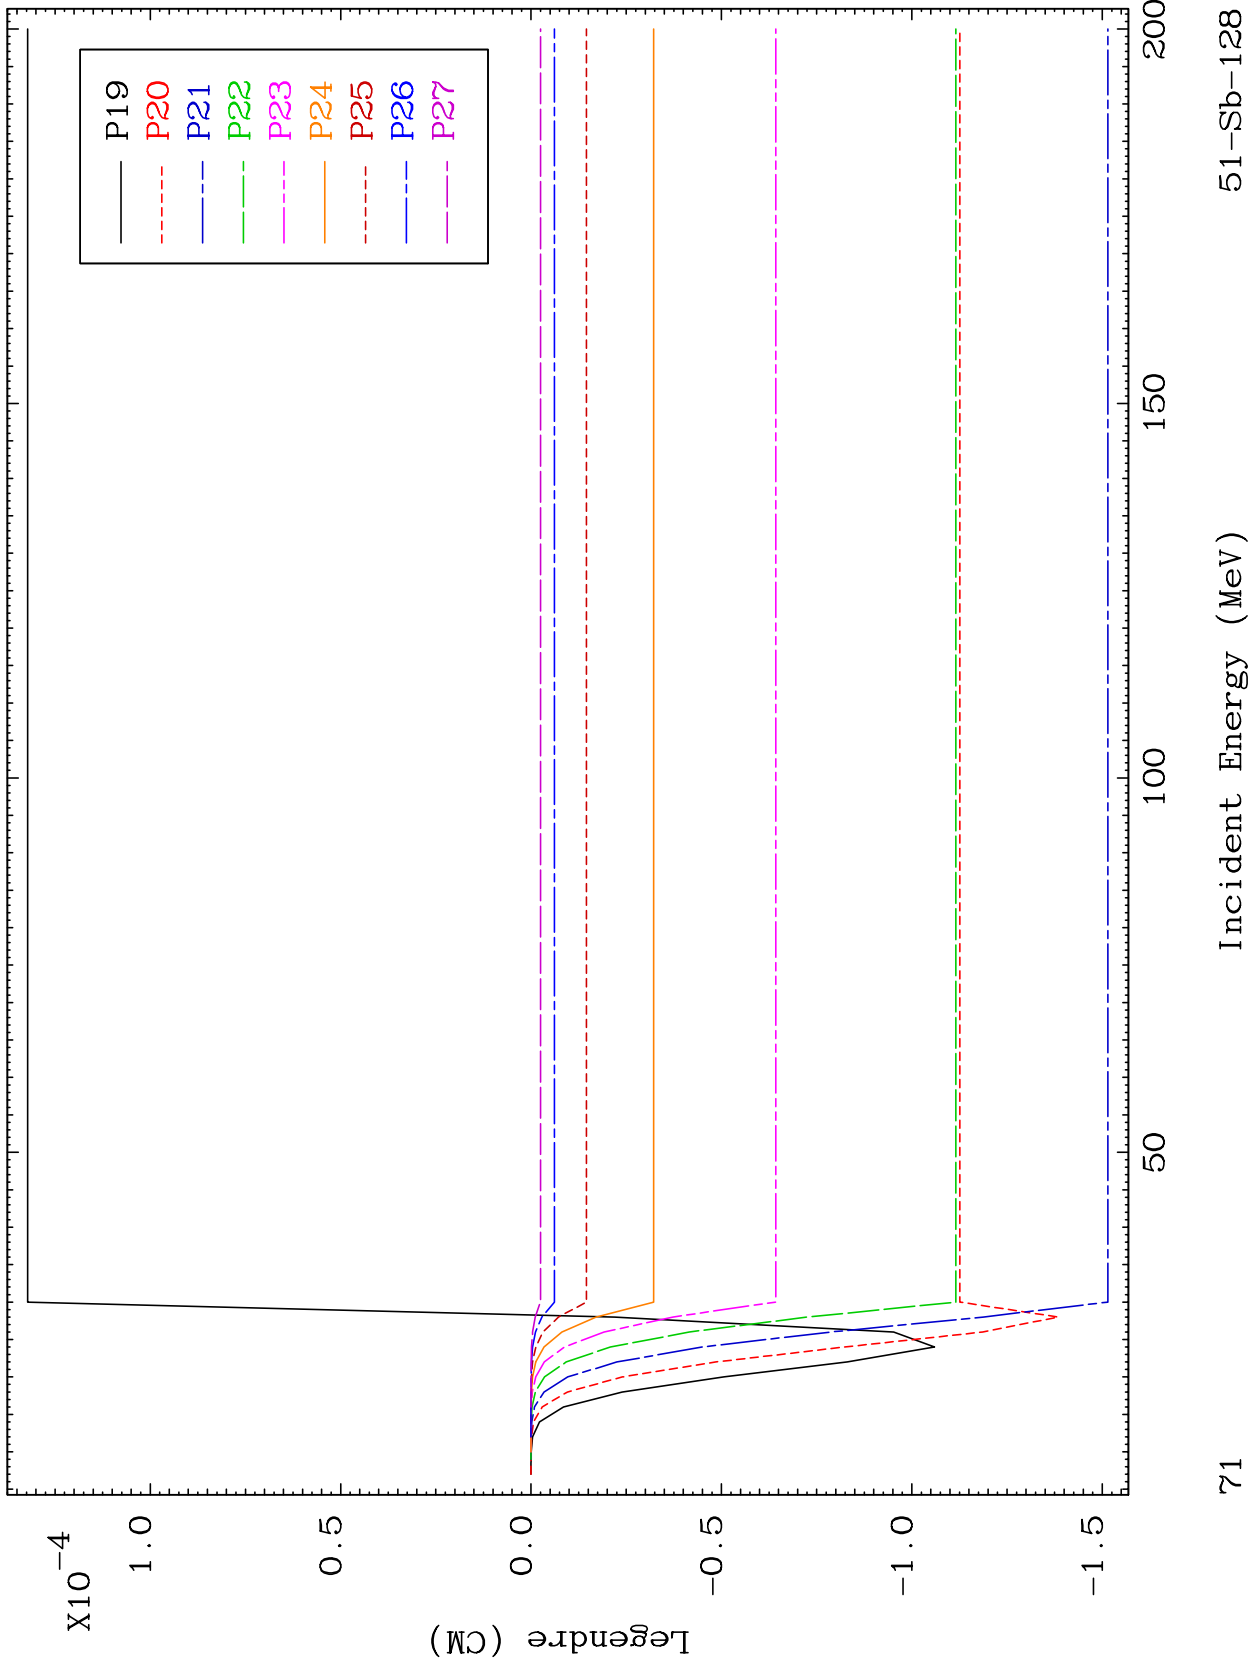 X10⁻⁴
1.0
0.5
0.0
-0.5
-1.0
-1.5
Legendre (CM)
P19
P20
P21
P22
P23
P24
P25
P26
P27
50
100
150
200
71
Incident Energy (MeV)
51-Sb-128